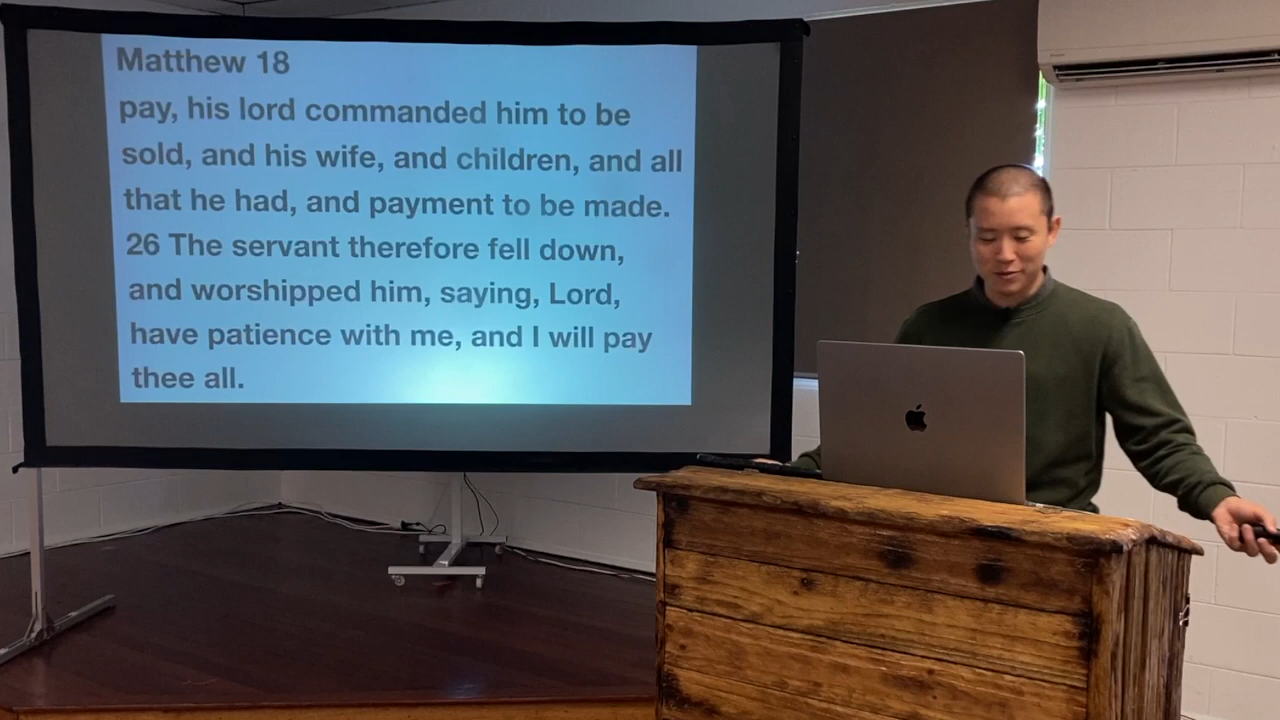 Matthew 18
pay, his lord commanded him to be
sold, and his wife, and children, and all
that he had, and payment to be made.
26 The servant therefore fell down,
and worshipped him, saying, Lord,
have patience with me, and I will pay
thee all.